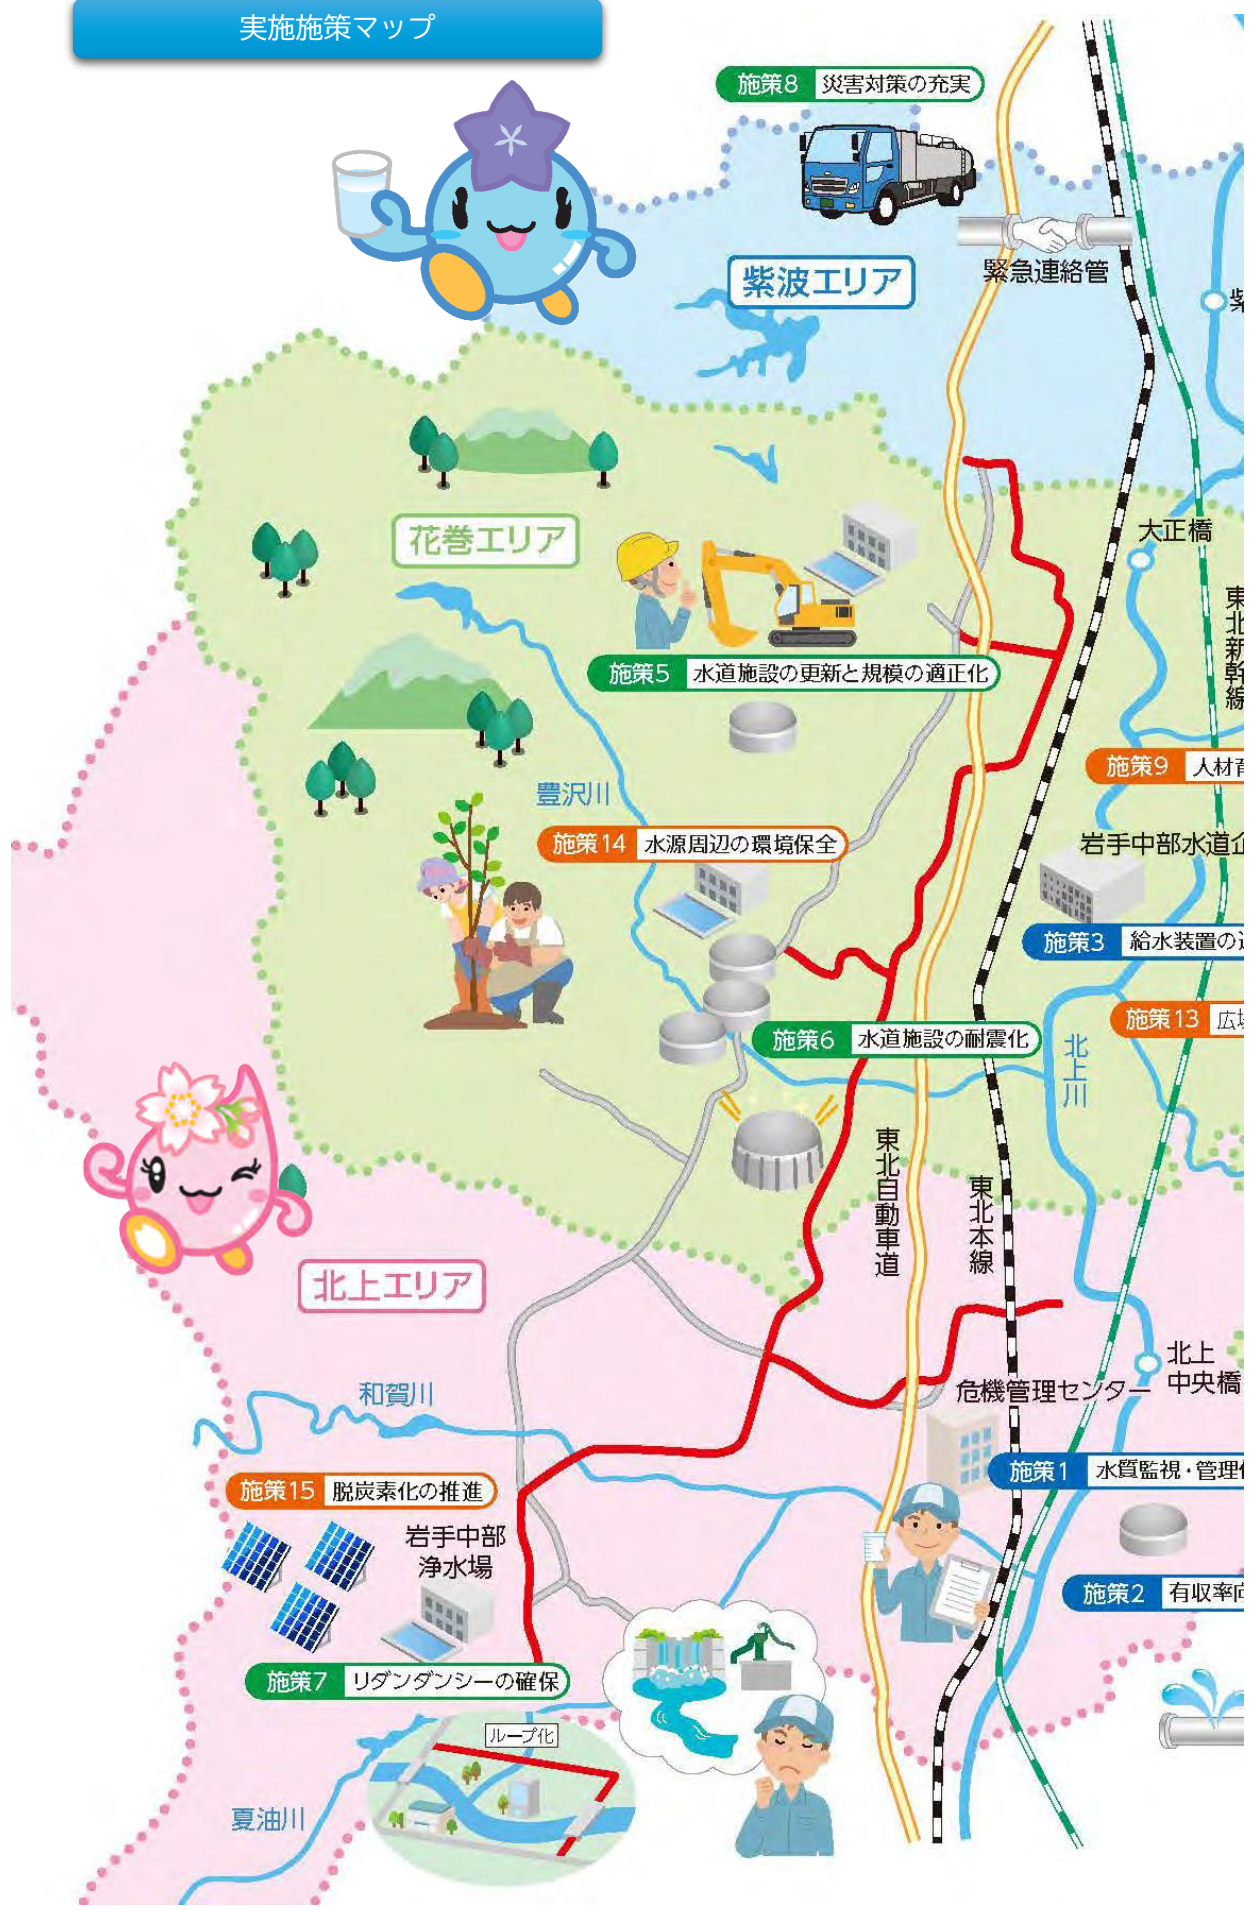 実施施策マップ
施策8 災害対策の充実
緊急連絡管
紫波エリア
花巻エリア
大正橋
東北新幹線
施策5 水道施設の更新と規模の適正化
施策9 人材
豊沢川
施策14 水源周辺の環境保全
岩手中部水道
施策3 給水装置の
施策13 広
施策6 水道施設の耐震化
北上川
東北自動車道
東北本線
北上エリア
北上
中央橋
和賀川
危機管理センター
施策1 水質監視・管理
施策15 脱炭素化の推進
岩手中部
浄水場
施策2 有収率
施策7 リダンダンシーの確保
ループ化
夏油川